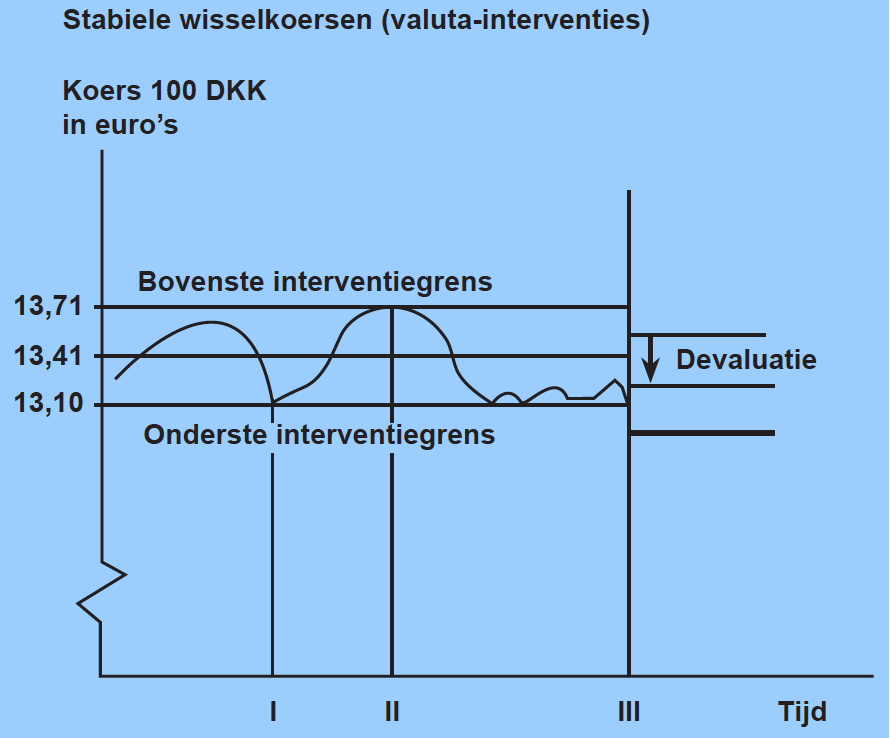 Stabiele wisselkoersen (valuta-interventies)
Koers 100 DKK
in euro’s
Bovenste interventiegrens
13,71
13,41
Devaluatie
13,10
Onderste interventiegrens
I II III Tijd